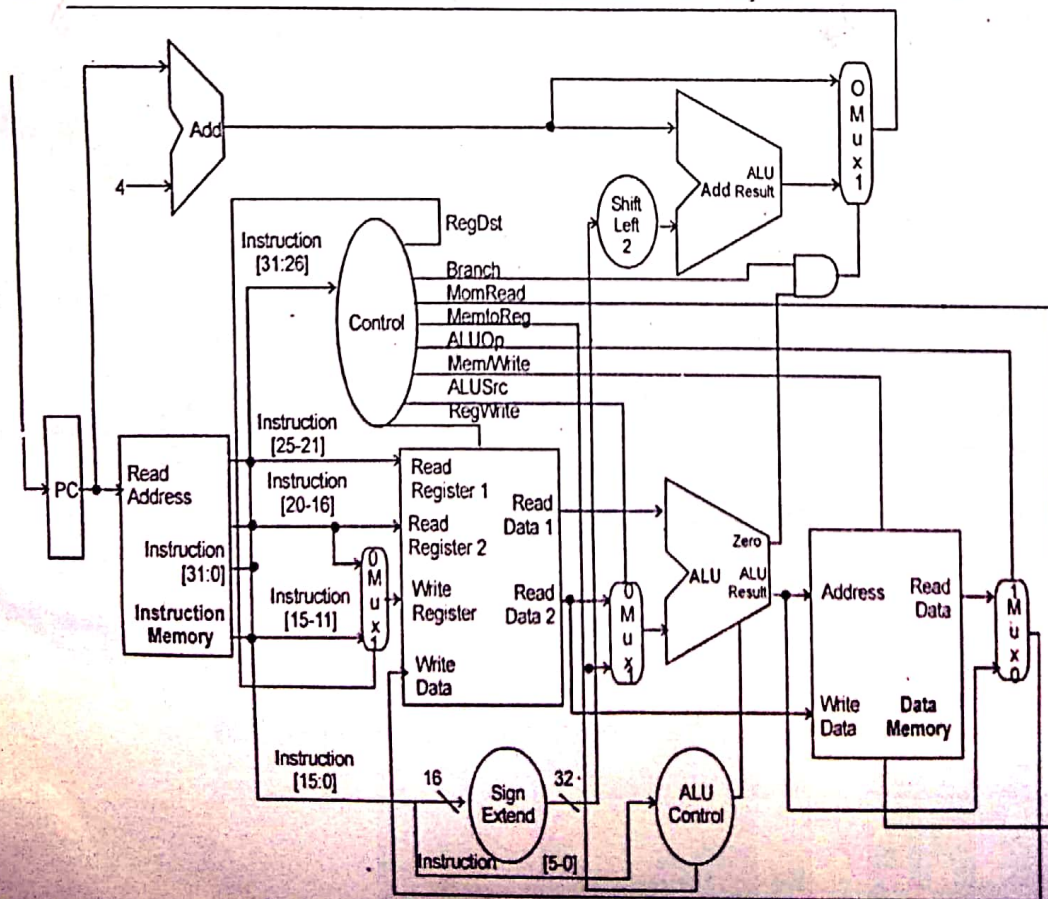 Add
4
0
M
u
x
1
ALU
Add Result
Shift
Left
2
RegDst
Instruction
[31:26]
Control
Branch
MomRead
MemtoReg
ALUOp
Mem/Write
ALUSrc
RegWrite
PC
Read
Address
Instruction
[31:0]
Instruction
Memory
Instruction
[25-21]
Instruction
[20-16]
Instruction
[15-11]
0
M
u
x
1
Read
Register 1
Read
Register 2
Write
Register
Write
Data
Read
Data 1
Read
Data 2
0
M
u
x
1
Zero
ALU
ALU
Result
Address
Read
Data
Write
Data
Data
Memory
1
M
u
x
0
Instruction
[15:0]
16
Sign
Extend
32
ALU
Control
Instruction
[5-0]